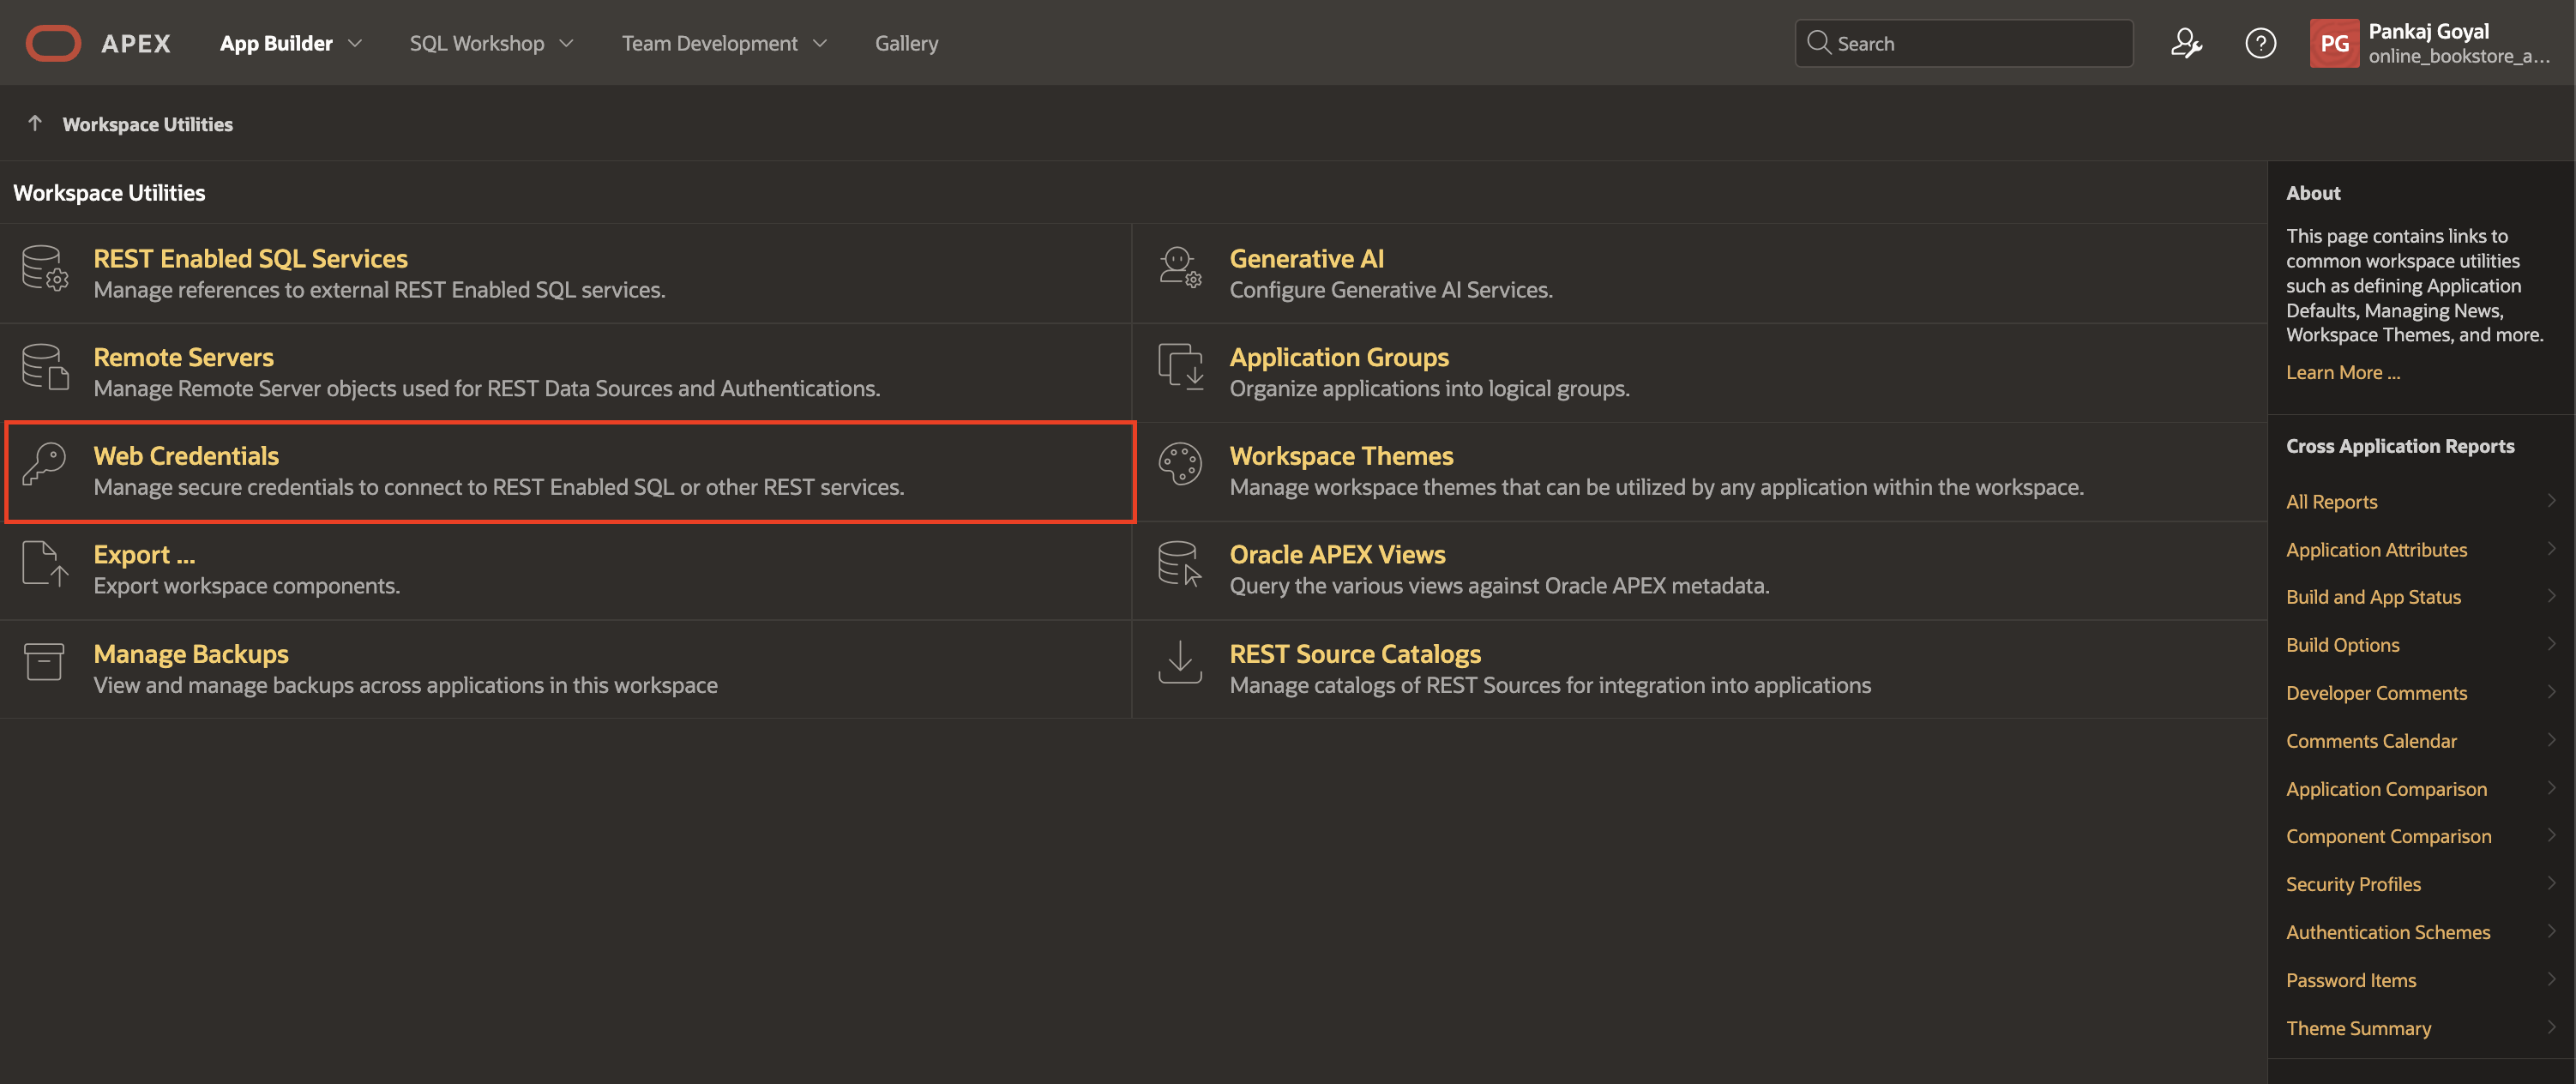 APEX
App Builder
SQL Workshop
Team Development
Gallery
Search
PG
Pankaj Goyal
online_bookstore_a...
Workspace Utilities
Workspace Utilities
REST Enabled SQL Services
Manage references to external REST Enabled SQL services.
Generative AI
Configure Generative AI Services.
Remote Servers
Manage Remote Server objects used for REST Data Sources and Authentications.
Application Groups
Organize applications into logical groups.
Web Credentials
Manage secure credentials to connect to REST Enabled SQL or other REST services.
Workspace Themes
Manage workspace themes that can be utilized by any application within the workspace.
Export ...
Export workspace components.
Oracle APEX Views
Query the various views against Oracle APEX metadata.
Manage Backups
View and manage backups across applications in this workspace
REST Source Catalogs
Manage catalogs of REST Sources for integration into applications
About
This page contains links to
common workspace utilities
such as defining Application
Defaults, Managing News,
Workspace Themes, and more.
Learn More ...
Cross Application Reports
All Reports
Application Attributes
Build and App Status
Build Options
Developer Comments
Comments Calendar
Application Comparison
Component Comparison
Security Profiles
Authentication Schemes
Password Items
Theme Summary